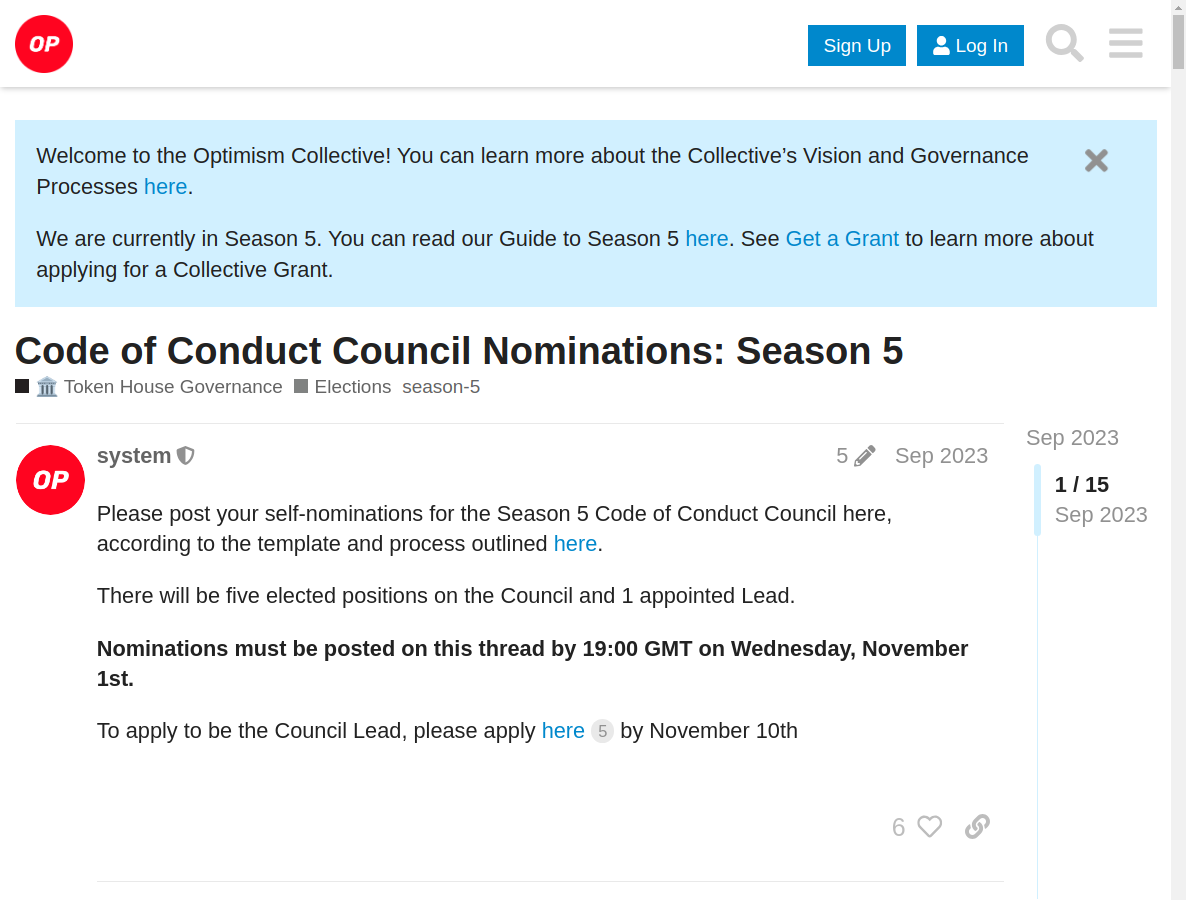 OP
Sign Up
Log In
Welcome to the Optimism Collective! You can learn more about the Collective’s Vision and Governance
Processes here.
We are currently in Season 5. You can read our Guide to Season 5 here. See Get a Grant to learn more about
applying for a Collective Grant.
Code of Conduct Council Nominations: Season 5
Token House Governance Elections season-5
OP
system
5
Sep 2023
Please post your self-nominations for the Season 5 Code of Conduct Council here,
according to the template and process outlined here.
There will be five elected positions on the Council and 1 appointed Lead.
Nominations must be posted on this thread by 19:00 GMT on Wednesday, November
1st.
To apply to be the Council Lead, please apply here 5 by November 10th
6
Sep 2023
1 / 15
Sep 2023